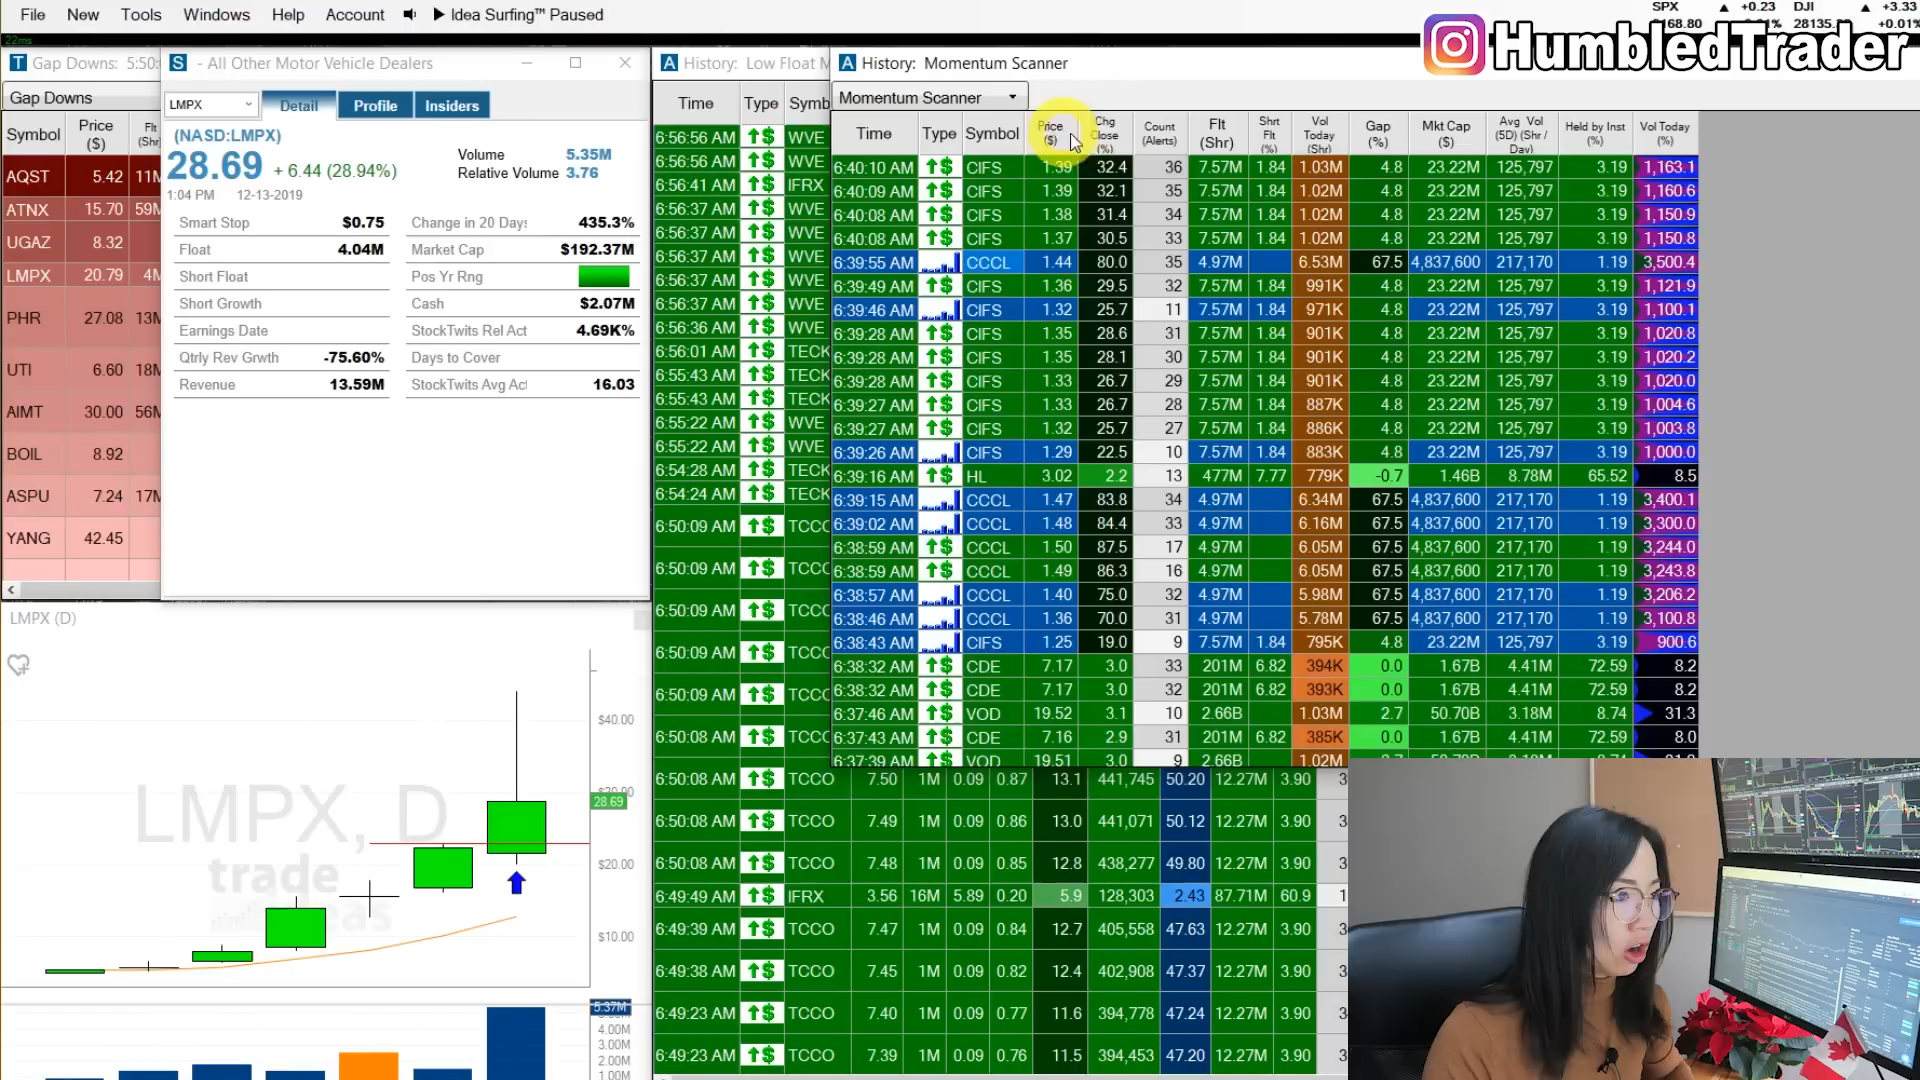 File New Tools Windows Help Account Idea Surfing™ Paused
SPX +0.23 DJI +3.33
28135. +0.01%
22ms
HumbledTrader
T Gap Downs: 5:50:
Gap Downs
Symbol Price ($) Flt (Shr)
AQST 5.42 11M
ATNX 15.70 59M
UGAZ 8.32
LMPX 20.79 4M
PHR 27.08 13M
UTI 6.60 18M
AIMT 30.00 56M
BOIL 8.92
ASPU 7.24 17M
YANG 42.45
S - All Other Motor Vehicle Dealers
LMPX Detail Profile Insiders
(NASD:LMPX)
28.69 + 6.44 (28.94%)
1:04 PM 12-13-2019
Volume 5.35M
Relative Volume 3.76
Smart Stop $0.75 Change in 20 Days 435.3%
Float 4.04M Market Cap $192.37M
Short Float Pos Yr Rng
Short Growth Cash $2.07M
Earnings Date StockTwits Rel Act 4.69K%
Qtrly Rev Grwth -75.60% Days to Cover
Revenue 13.59M StockTwits Avg Act 16.03
LMPX (D)
LMPX, D
trade
ideas
$40.00
28.69
$20.00
$10.00
5.37M
4.00M
3.00M
2.00M
1.00M
A History: Low Float M
Time Type Symb
6:56:56 AM WVE
6:56:56 AM WVE
6:56:41 AM IFRX
6:56:37 AM WVE
6:56:37 AM WVE
6:56:37 AM WVE
6:56:37 AM WVE
6:56:37 AM WVE
6:56:36 AM WVE
6:56:01 AM TECK
6:55:43 AM TECK
6:55:43 AM TECK
6:55:22 AM WVE
6:55:22 AM WVE
6:54:28 AM TECK
6:54:24 AM TECK
6:50:09 AM TCCO
6:50:09 AM TCCO
6:50:09 AM TCCO
6:50:09 AM TCCO
6:50:09 AM TCCO
6:50:08 AM TCCO
6:50:08 AM TCCO 7.50 1M 0.09 0.87 13.1 441,745 50.20 12.27M 3.90 3
6:50:08 AM TCCO 7.49 1M 0.09 0.86 13.0 441,071 50.12 12.27M 3.90 3
6:50:08 AM TCCO 7.48 1M 0.09 0.85 12.8 438,277 49.80 12.27M 3.90 3
6:49:49 AM IFRX 3.56 16M 5.89 0.20 5.9 128,303 2.43 87.71M 60.9 1
6:49:39 AM TCCO 7.47 1M 0.09 0.84 12.7 405,558 47.63 12.27M 3.90 3
6:49:38 AM TCCO 7.45 1M 0.09 0.82 12.4 402,908 47.37 12.27M 3.90 3
6:49:23 AM TCCO 7.40 1M 0.09 0.77 11.6 394,778 47.24 12.27M 3.90 3
6:49:23 AM TCCO 7.39 1M 0.09 0.76 11.5 394,453 47.20 12.27M 3.90 3
A History: Momentum Scanner
Momentum Scanner
Time Type Symbol Price ($) Chg Close (%) Count (Alerts) Flt (Shr) Shrt Flt (%) Vol Today (Shr) Gap (%) Mkt Cap ($) Avg Vol (5D) (Shr / Day) Held by Inst (%) Vol Today (%)
6:40:10 AM CIFS 1.39 32.4 36 7.57M 1.84 1.03M 4.8 23.22M 125,797 3.19 1,163.1
6:40:09 AM CIFS 1.39 32.1 35 7.57M 1.84 1.02M 4.8 23.22M 125,797 3.19 1,160.6
6:40:08 AM CIFS 1.38 31.4 34 7.57M 1.84 1.02M 4.8 23.22M 125,797 3.19 1,150.9
6:40:08 AM CIFS 1.37 30.5 33 7.57M 1.84 1.02M 4.8 23.22M 125,797 3.19 1,150.8
6:39:55 AM CCCL 1.44 80.0 35 4.97M 6.53M 67.5 4,837,600 217,170 1.19 3,500.4
6:39:49 AM CIFS 1.36 29.5 32 7.57M 1.84 991K 4.8 23.22M 125,797 3.19 1,121.9
6:39:46 AM CIFS 1.32 25.7 11 7.57M 1.84 971K 4.8 23.22M 125,797 3.19 1,100.1
6:39:28 AM CIFS 1.35 28.6 31 7.57M 1.84 901K 4.8 23.22M 125,797 3.19 1,020.8
6:39:28 AM CIFS 1.35 28.1 30 7.57M 1.84 901K 4.8 23.22M 125,797 3.19 1,020.2
6:39:28 AM CIFS 1.33 26.7 29 7.57M 1.84 901K 4.8 23.22M 125,797 3.19 1,020.0
6:39:27 AM CIFS 1.33 26.7 28 7.57M 1.84 887K 4.8 23.22M 125,797 3.19 1,004.6
6:39:27 AM CIFS 1.32 25.7 27 7.57M 1.84 886K 4.8 23.22M 125,797 3.19 1,003.8
6:39:26 AM CIFS 1.29 22.5 10 7.57M 1.84 883K 4.8 23.22M 125,797 3.19 1,000.0
6:39:16 AM HL 3.02 2.2 13 477M 7.77 779K -0.7 1.46B 8.78M 65.52 8.5
6:39:15 AM CCCL 1.47 83.8 34 4.97M 6.34M 67.5 4,837,600 217,170 1.19 3,400.1
6:39:02 AM CCCL 1.48 84.4 33 4.97M 6.16M 67.5 4,837,600 217,170 1.19 3,300.0
6:38:59 AM CCCL 1.50 87.5 17 4.97M 6.05M 67.5 4,837,600 217,170 1.19 3,244.0
6:38:59 AM CCCL 1.49 86.3 16 4.97M 6.05M 67.5 4,837,600 217,170 1.19 3,243.8
6:38:57 AM CCCL 1.40 75.0 32 4.97M 5.98M 67.5 4,837,600 217,170 1.19 3,206.2
6:38:46 AM CCCL 1.36 70.0 31 4.97M 5.78M 67.5 4,837,600 217,170 1.19 3,100.8
6:38:43 AM CIFS 1.25 19.0 9 7.57M 1.84 795K 4.8 23.22M 125,797 3.19 900.6
6:38:32 AM CDE 7.17 3.0 33 201M 6.82 394K 0.0 1.67B 4.41M 72.59 8.2
6:38:32 AM CDE 7.17 3.0 32 201M 6.82 393K 0.0 1.67B 4.41M 72.59 8.2
6:37:46 AM VOD 19.52 3.1 10 2.66B 1.03M 2.7 50.70B 3.18M 8.74 31.3
6:37:43 AM CDE 7.16 2.9 31 201M 6.82 385K 0.0 1.67B 4.41M 72.59 8.0
6:37:39 AM VOD 19.51 3.0 9 2.66B 1.02M